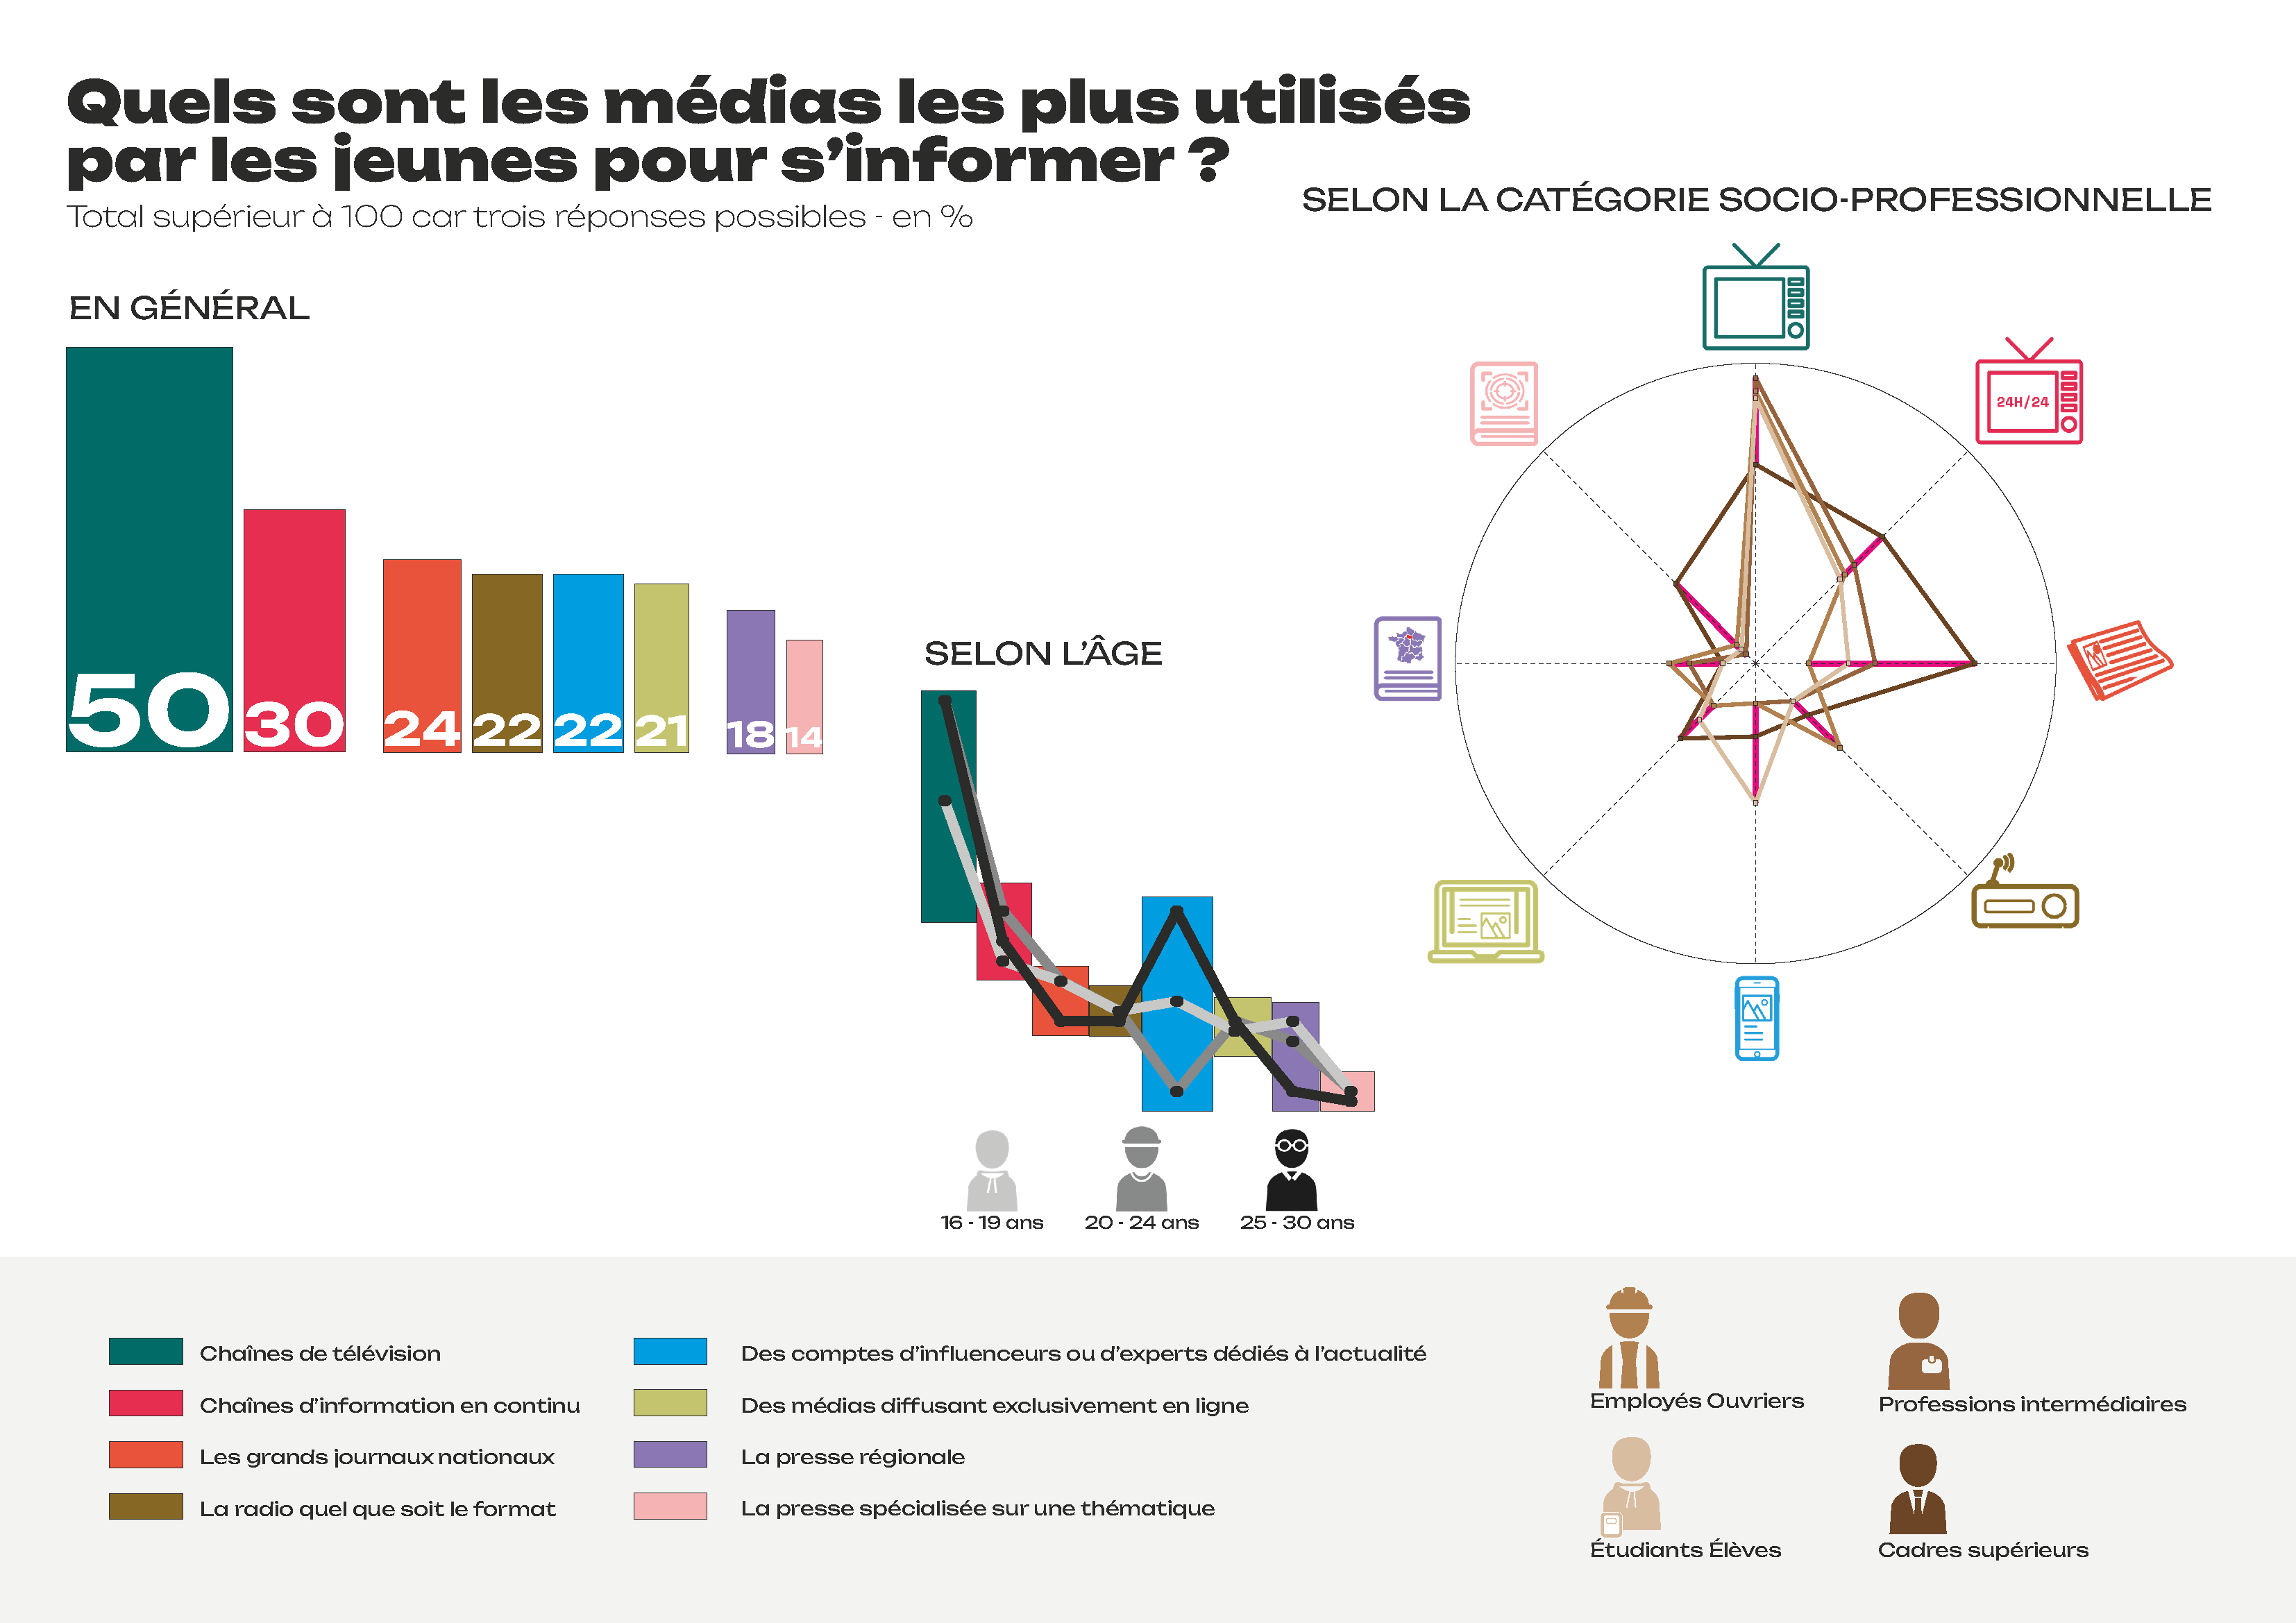 Quels sont les médias les plus utilisés
par les jeunes pour s’informer ?
Total supérieur à 100 car trois réponses possibles - en %
SELON LA CATÉGORIE SOCIO-PROFESSIONNELLE
EN GÉNÉRAL
24H/24
50
30
24
22
22
21
18
14
SELON L’ÂGE
16 - 19 ans
20 - 24 ans
25 - 30 ans
Chaînes de télévision
Chaînes d’information en continu
Les grands journaux nationaux
La radio quel que soit le format
Des comptes d’influenceurs ou d’experts dédiés à l’actualité
Des médias diffusant exclusivement en ligne
La presse régionale
La presse spécialisée sur une thématique
Employés Ouvriers
Professions intermédiaires
Étudiants Élèves
Cadres supérieurs